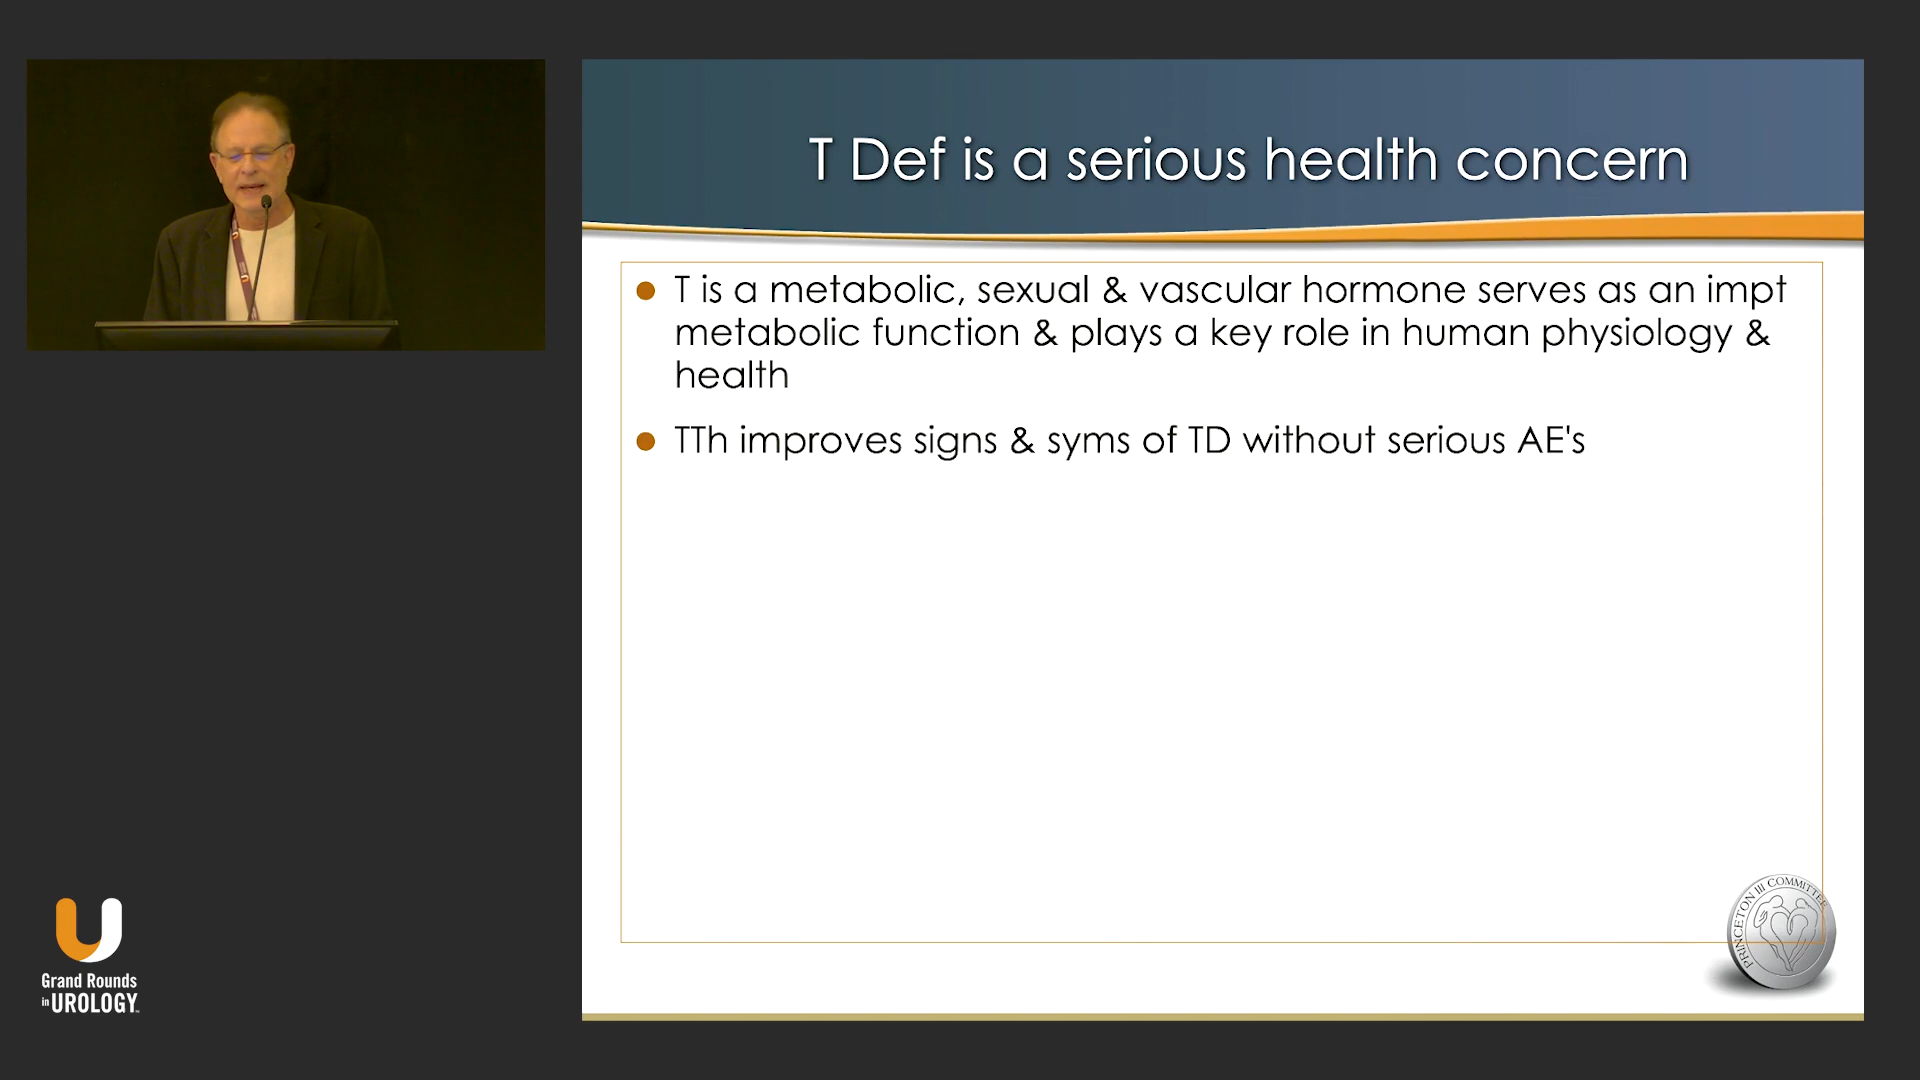 T Def is a serious health concern
T is a metabolic, sexual & vascular hormone serves as an impt
metabolic function & plays a key role in human physiology &
health
TTh improves signs & syms of TD without serious AE's
PRINCETON III COMMITTEE
Grand Rounds
in UROLOGY